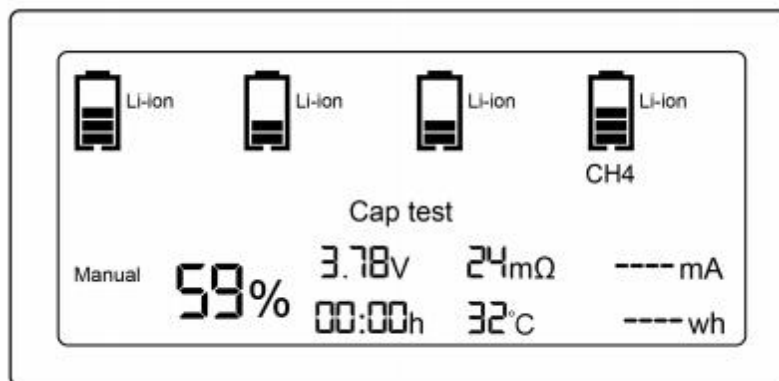 Li-ion Li-ion Li-ion Li-ion
CH4
Cap test
Manual 59% 3.78V 24mΩ ----mA
00:00h 32°C ----wh